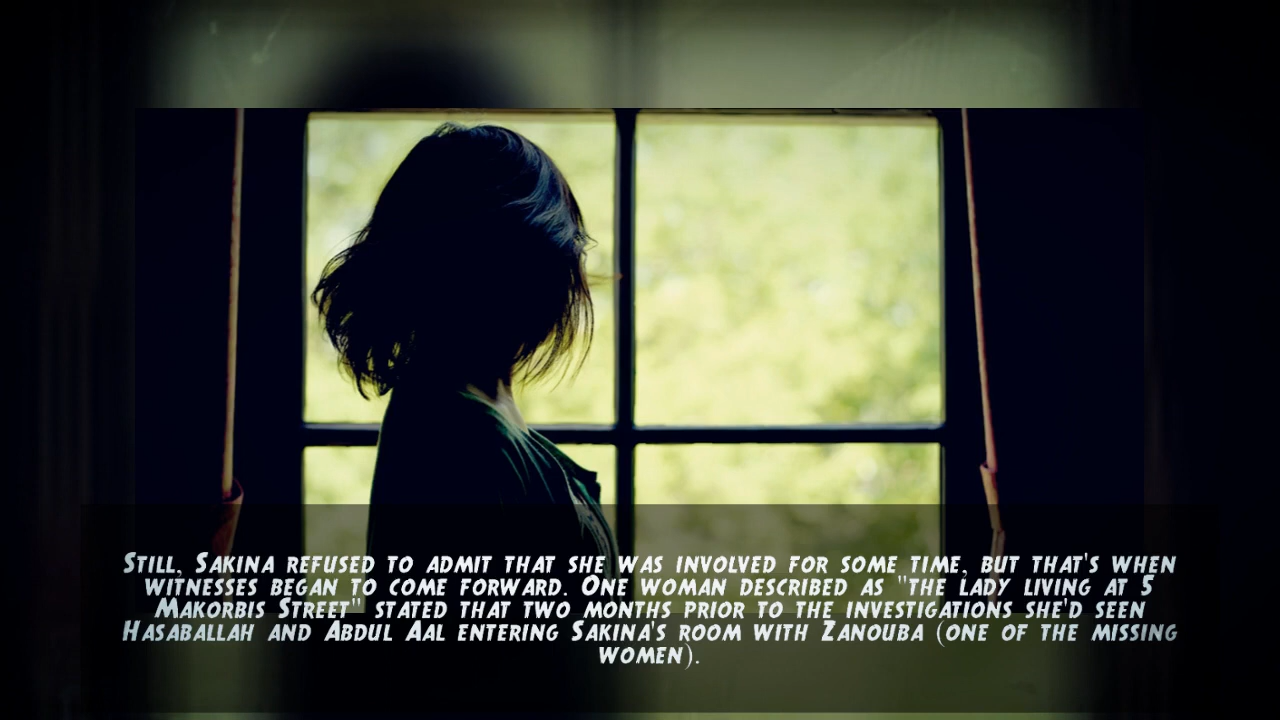 Still, Sakina refused to admit that she was involved for some time, but that's when
witnesses began to come forward. One woman described as "the lady living at 5
Makorbis Street" stated that two months prior to the investigations she'd seen
Hasaballah and Abdul Aal entering Sakina's room with Zanouba (one of the missing
women).